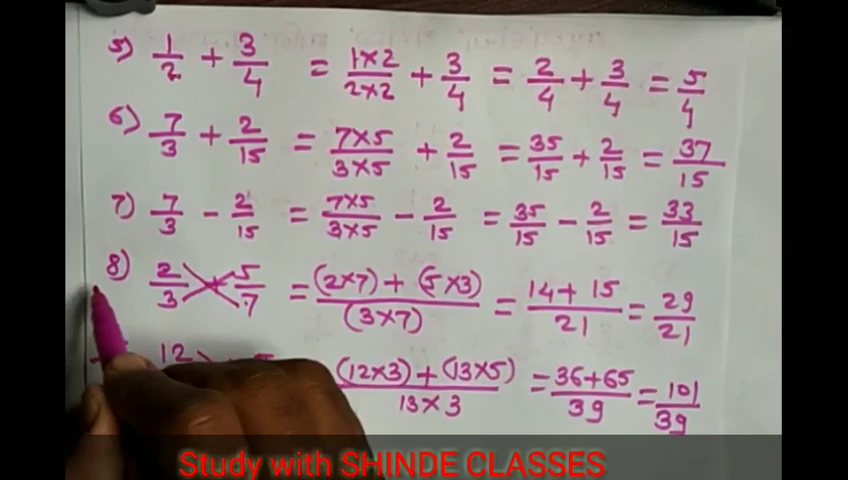 5) 1/2 + 3/4 = 1×2/2×2 + 3/4 = 2/4 + 3/4 = 5/4
6) 7/3 + 2/15 = 7×5/3×5 + 2/15 = 35/15 + 2/15 = 37/15
7) 7/3 - 2/15 = 7×5/3×5 - 2/15 = 35/15 - 2/15 = 33/15
8) 2/3 + 5/7 = (2×7) + (5×3)/(3×7) = 14 + 15/21 = 29/21
12 (12×3) + (13×5)/13×3 = 36+65/39 = 101/39
Study with SHINDE CLASSES